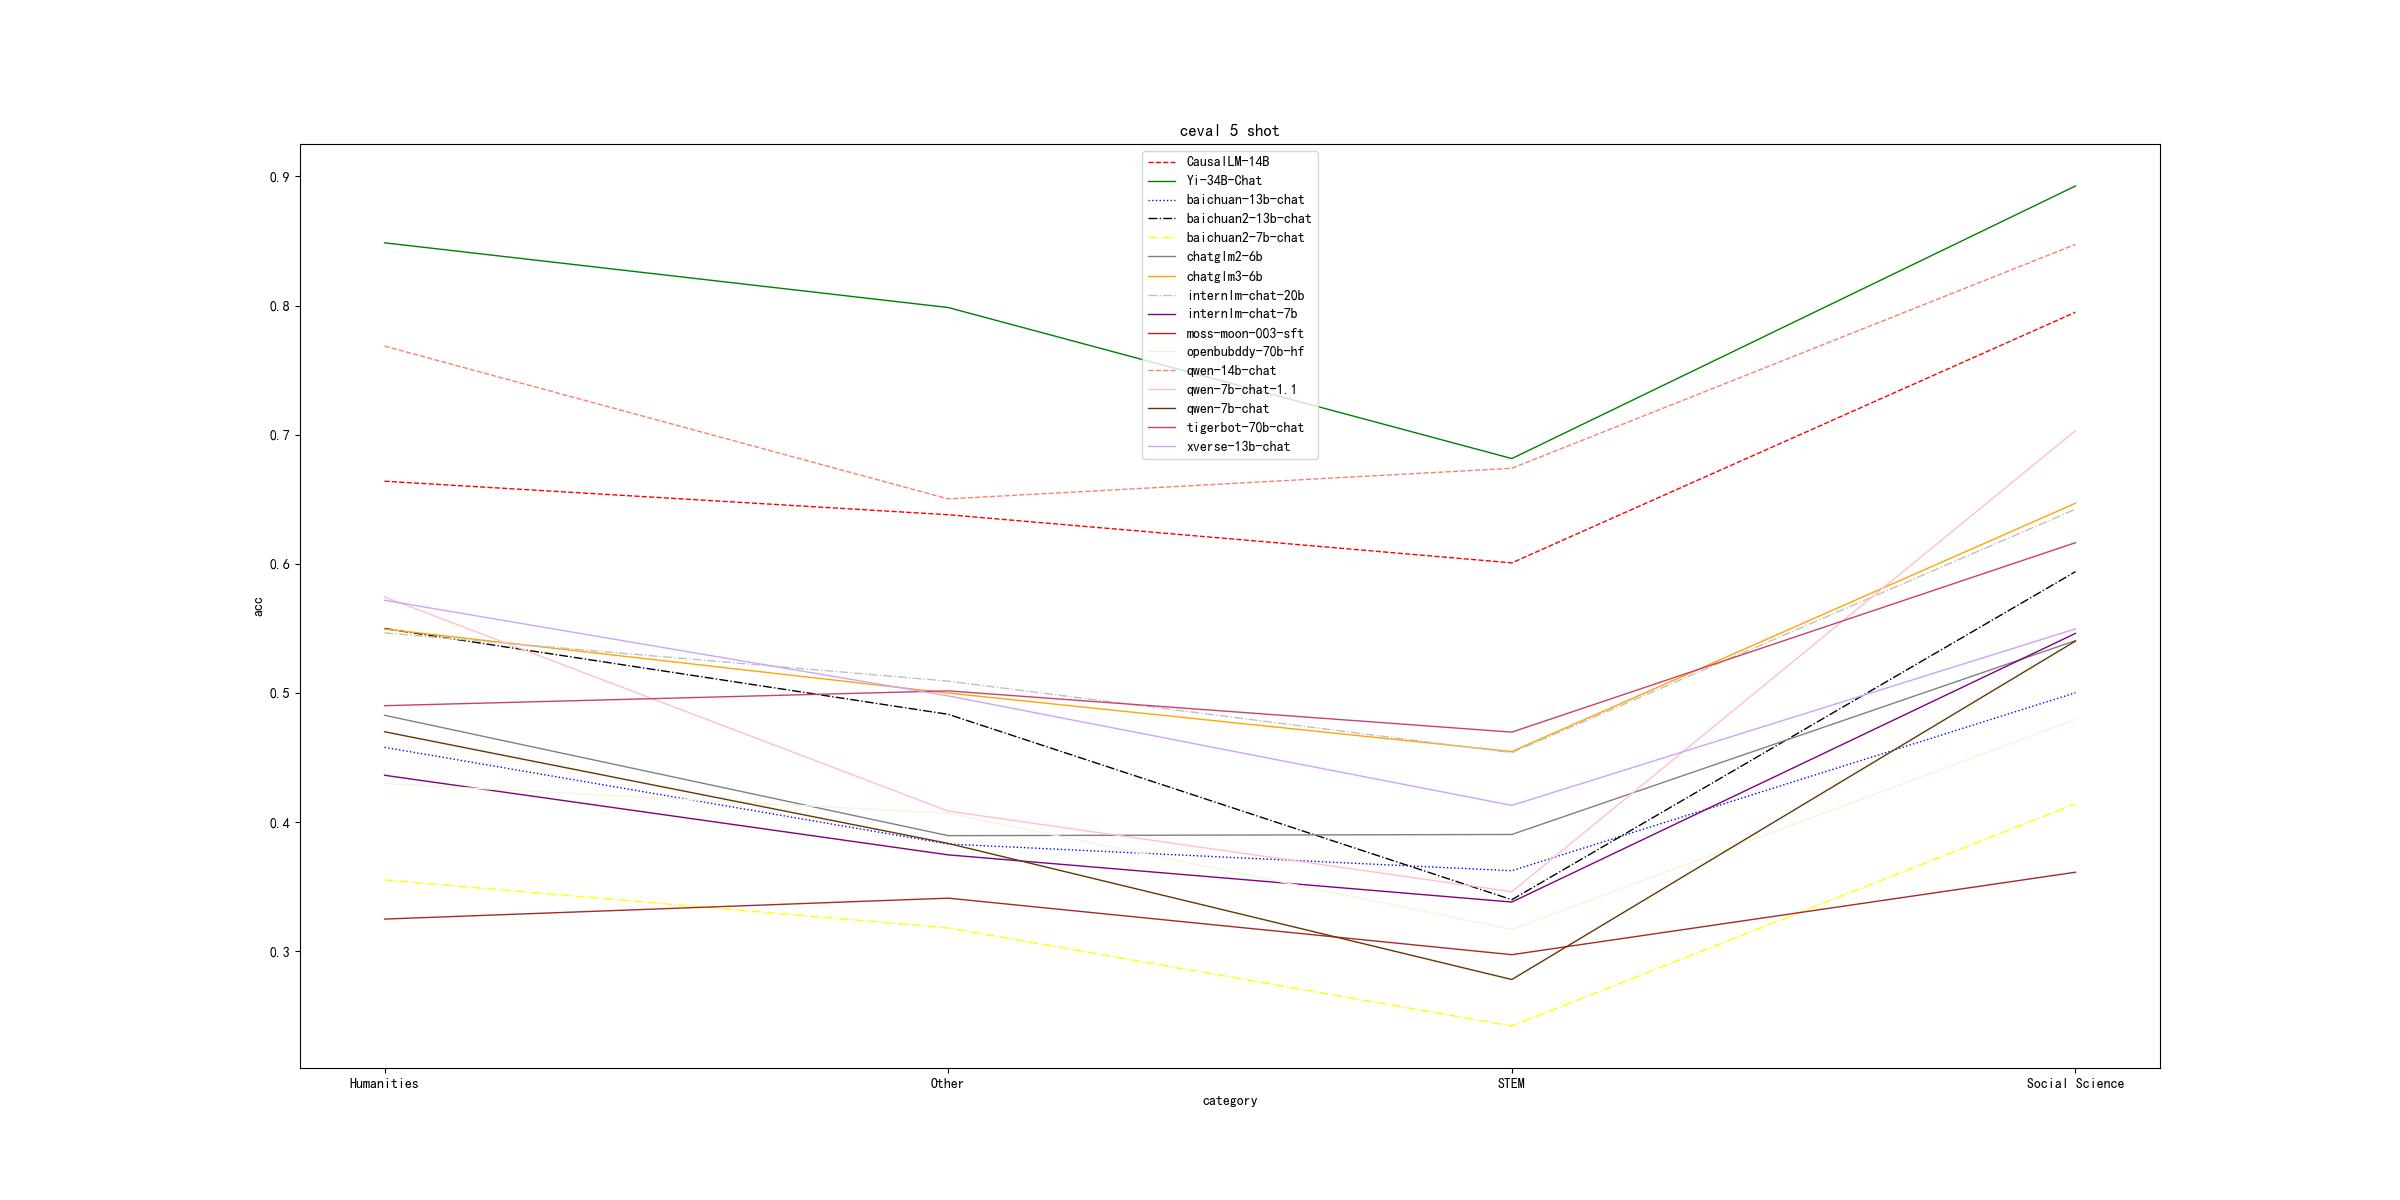 ceval 5 shot
CausalLM-14B
Yi-34B-Chat
baichuan-13b-chat
baichuan2-13b-chat
baichuan2-7b-chat
chatglm2-6b
chatglm3-6b
internlm-chat-20b
internlm-chat-7b
moss-moon-003-sft
openbubddy-70b-hf
qwen-14b-chat
qwen-7b-chat-1.1
qwen-7b-chat
tigerbot-70b-chat
xverse-13b-chat
0.9
0.8
0.7
0.6
0.5
0.4
0.3
acc
Humanities Other STEM Social Science
category